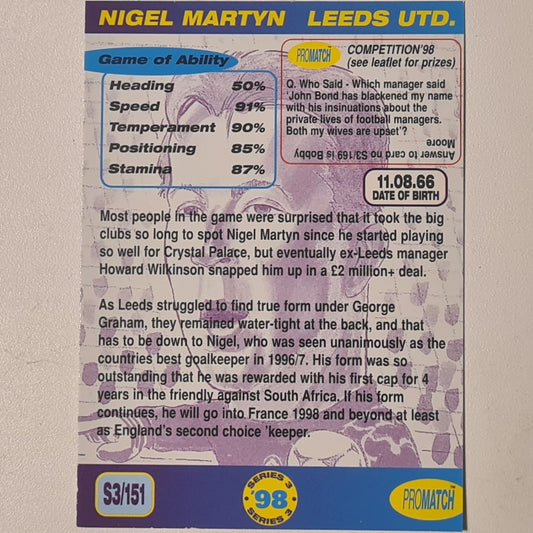 NIGEL MARTYN LEEDS UTD.
Game of Ability
Heading 50%
Speed 91%
Temperament 90%
Positioning 85%
Stamina 87%
PROMATCH COMPETITION'98
(see leaflet for prizes)
Q. Who Said - Which manager said
'John Bond has blackened my name
with his insinuations about the
private lives of football managers.
Both my wives are upset'?
Answer to card no S3/169 is Bobby
Moore
11.08.66
DATE OF BIRTH
Most people in the game were surprised that it took the big
clubs so long to spot Nigel Martyn since he started playing
so well for Crystal Palace, but eventually ex-Leeds manager
Howard Wilkinson snapped him up in a £2 million+ deal.
As Leeds struggled to find true form under George
Graham, they remained water-tight at the back, and that
has to be down to Nigel, who was seen unanimously as the
countries best goalkeeper in 1996/7. His form was so
outstanding that he was rewarded with his first cap for 4
years in the friendly against South Africa. If his form
continues, he will go into France 1998 and beyond at least
as England's second choice 'keeper.
S3/151
SERIES 3
'98
SERIES 3
PROMATCH